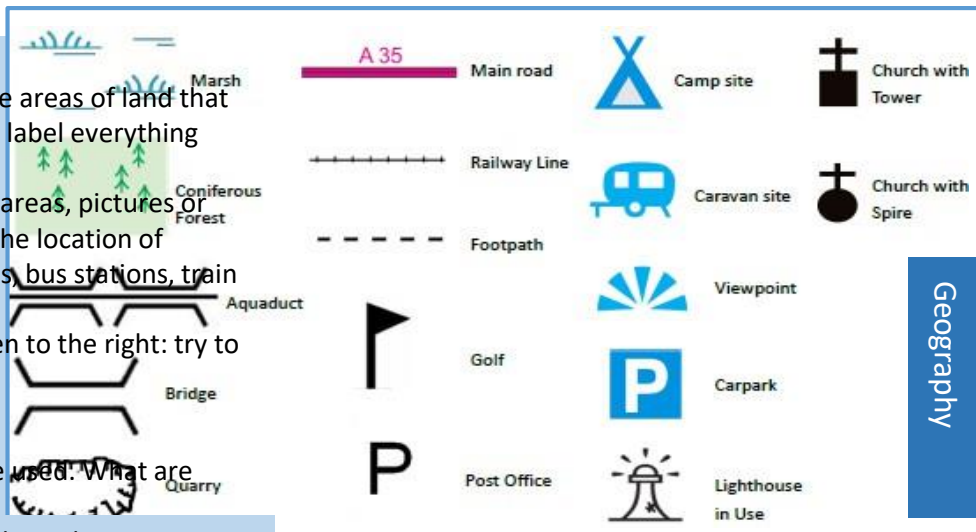 e areas of land that
label everything
areas, pictures or
he location of
s, bus stations, train
en to the right: try to
e used. What are
Marsh
Coniferous
Forest
Aquaduct
Bridge
Quarry
A 35
Main road
Railway Line
Footpath
Golf
P
Post Office
Camp site
Caravan site
Viewpoint
P
Carpark
Lighthouse
in Use
Church with
Tower
Church with
Spire
Geography